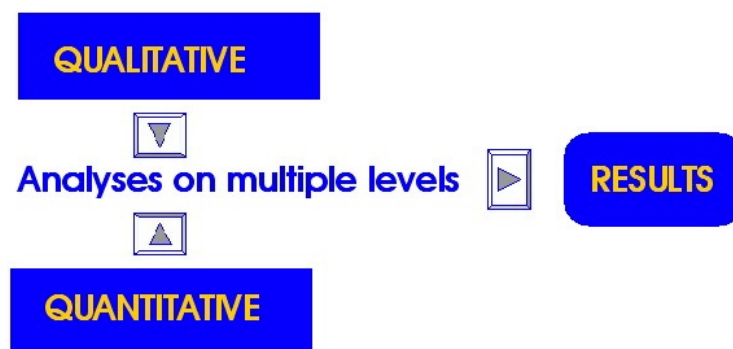 QUALITATIVE
Analyses on multiple levels
RESULTS
QUANTITATIVE